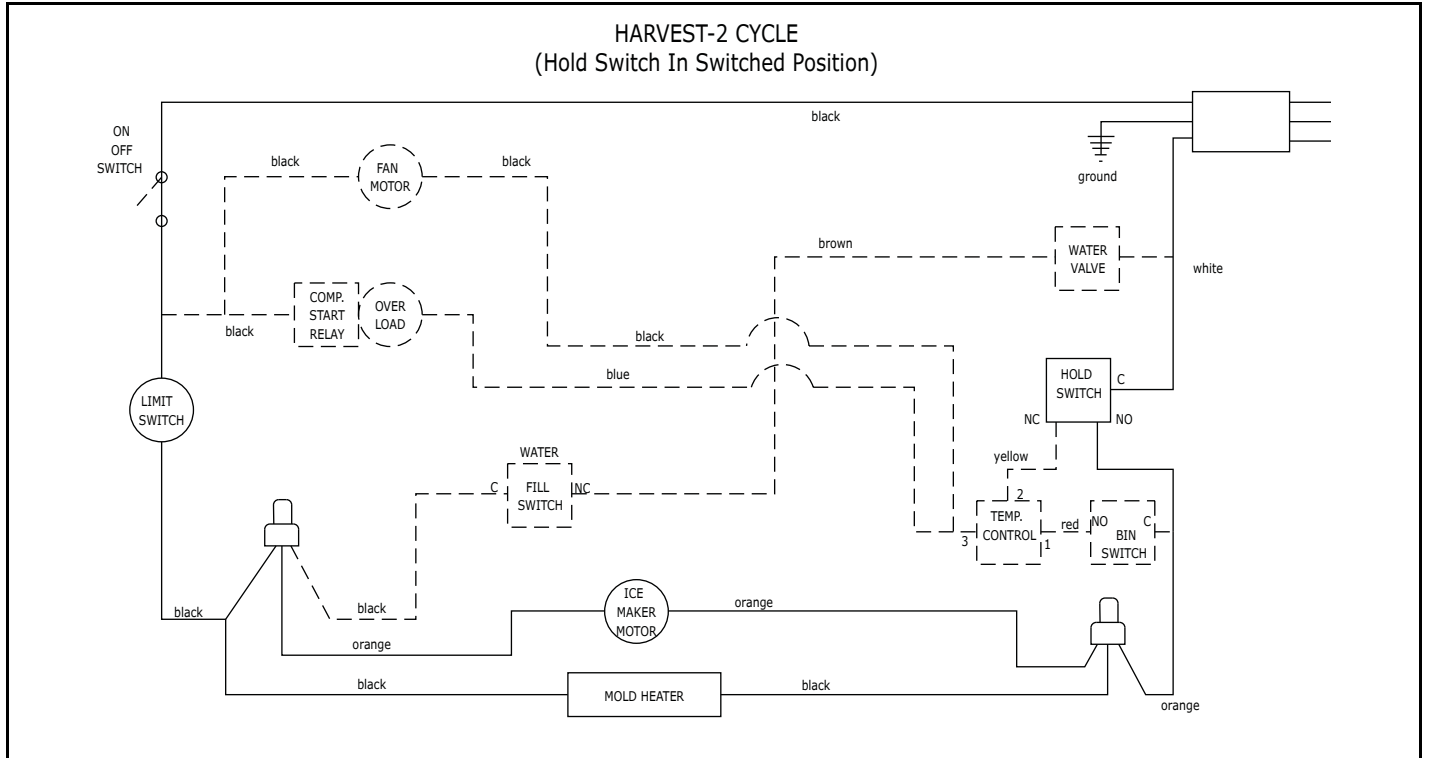 HARVEST-2 CYCLE
(Hold Switch In Switched Position)
black
ON
OFF
SWITCH
black
FAN
MOTOR
black
ground
brown
WATER
VALVE
white
COMP.
START
RELAY
OVER
LOAD
black
black
blue
HOLD
SWITCH
C
NC
NO
LIMIT
SWITCH
WATER
C
FILL
SWITCH
NC
yellow
2
TEMP.
CONTROL
3
1
red
NO
C
BIN
SWITCH
black
black
ICE
MAKER
MOTOR
orange
orange
black
MOLD HEATER
black
orange